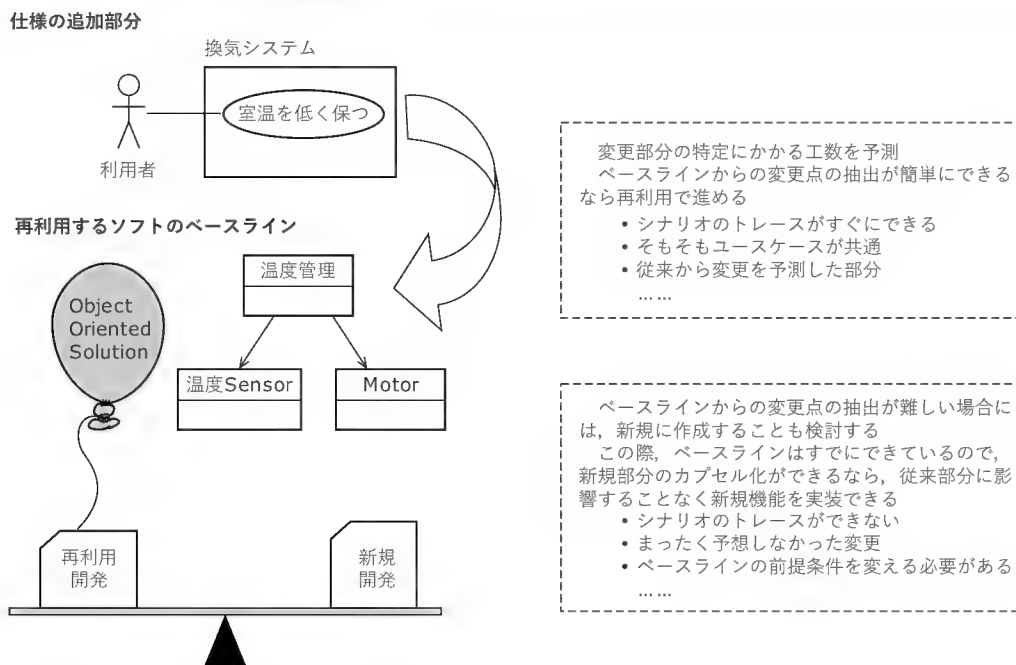 仕様の追加部分
換気システム
室温を低く保つ
利用者
再利用するソフトのベースライン
温度管理
温度Sensor
Motor
Object
Oriented
Solution
再利用
開発
新規
開発
変更部分の特定にかかる工数を予測
ベースラインからの変更点の抽出が簡単にできる
なら再利用で進める
• シナリオのトレースがすぐにできる
• そもそもユースケースが共通
• 従来から変更を予測した部分
……
ベースラインからの変更点の抽出が難しい場合に
は，新規に作成することも検討する
この際，ベースラインはすでにできているので，
新規部分のカプセル化ができるなら，従来部分に影
響することなく新規機能を実装できる
• シナリオのトレースができない
• まったく予想しなかった変更
• ベースラインの前提条件を変える必要がある
……